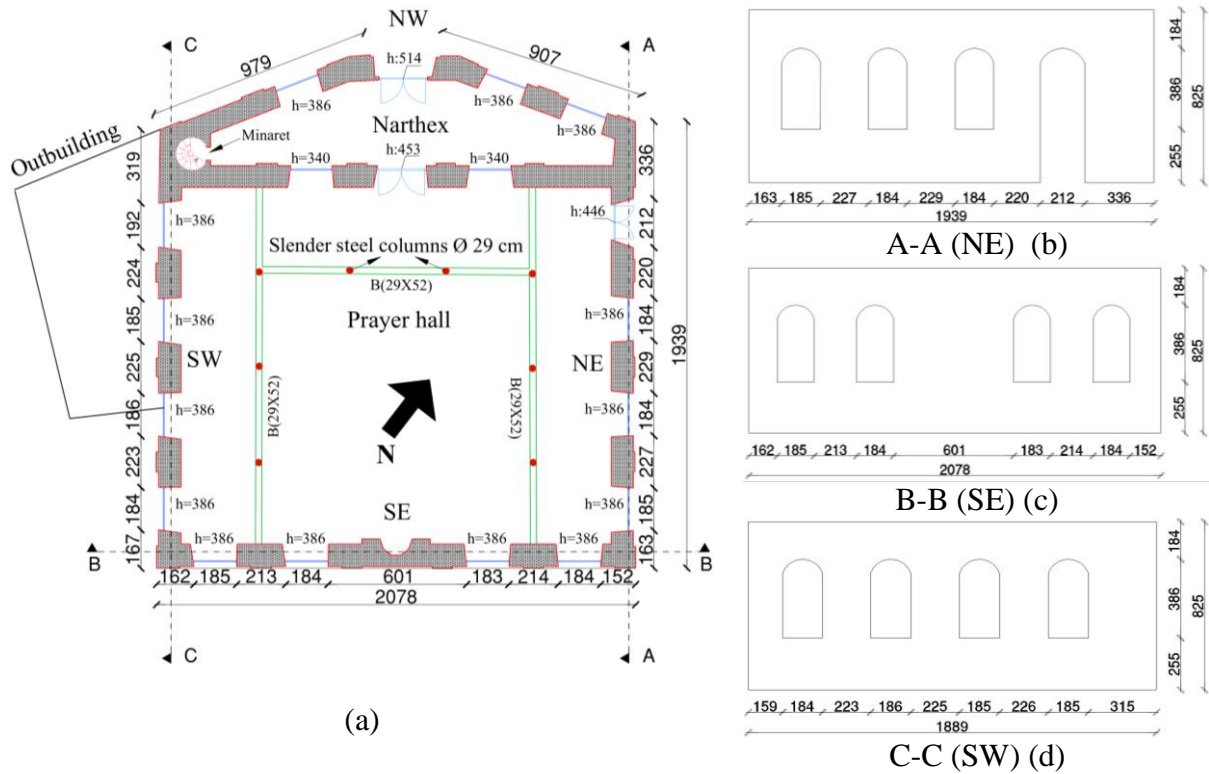 NW
C
A
979
907
h:514
h=386
h=386
Narthex
Minaret
Outbuilding
319
336
h=340
h:453
h=340
192
h=386
h:446
212
Slender steel columns Ø 29 cm
224
220
B(29X52)
185
h=386
Prayer hall
h=386
184
1939
225
SW
NE
229
B(29X52)
B(29X52)
186
h=386
h=386
184
N
223
227
184
h=386
SE
h=386
185
167
h=386
h=386
h=386
h=386
163
B
B
162 185 213 184 601 183 214 184 152
2078
C
A
(a)
184
386
825
255
163 185 227 184 229 184 220 212 336
1939
A-A (NE) (b)
184
386
825
255
162 185 213 184 601 183 214 184 152
2078
B-B (SE) (c)
184
386
825
255
159 184 223 186 225 185 226 185 315
1889
C-C (SW) (d)